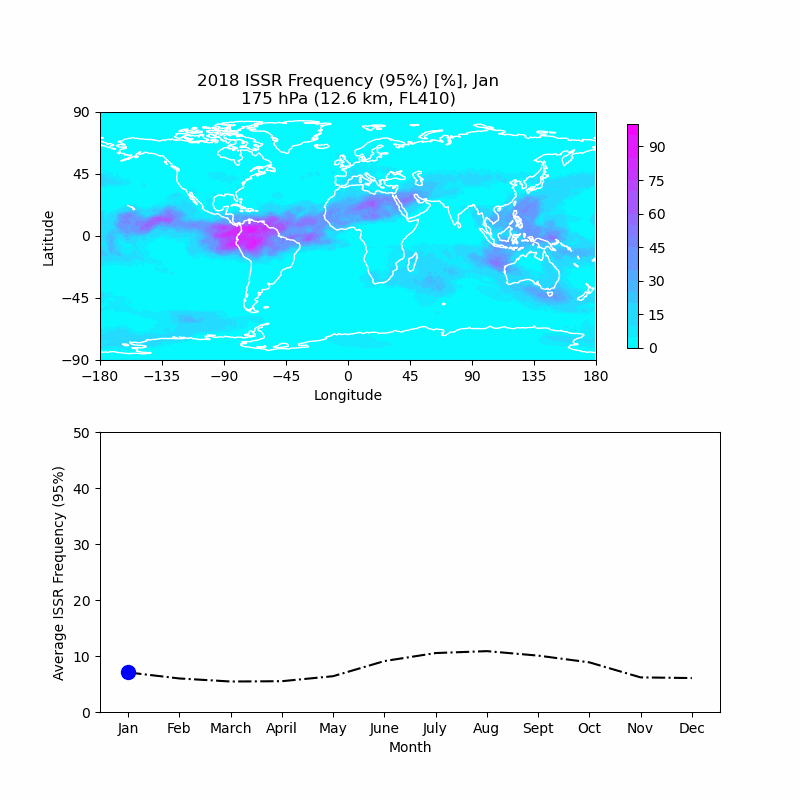 2018 ISSR Frequency (95%) [%], Jan
175 hPa (12.6 km, FL410)
90
45
0
−45
−90
Latitude
−180 −135 −90 −45 0 45 90 135 180
Longitude
90
75
60
45
30
15
0
50
40
30
20
10
0
Average ISSR Frequency (95%)
Jan Feb March April May June July Aug Sept Oct Nov Dec
Month